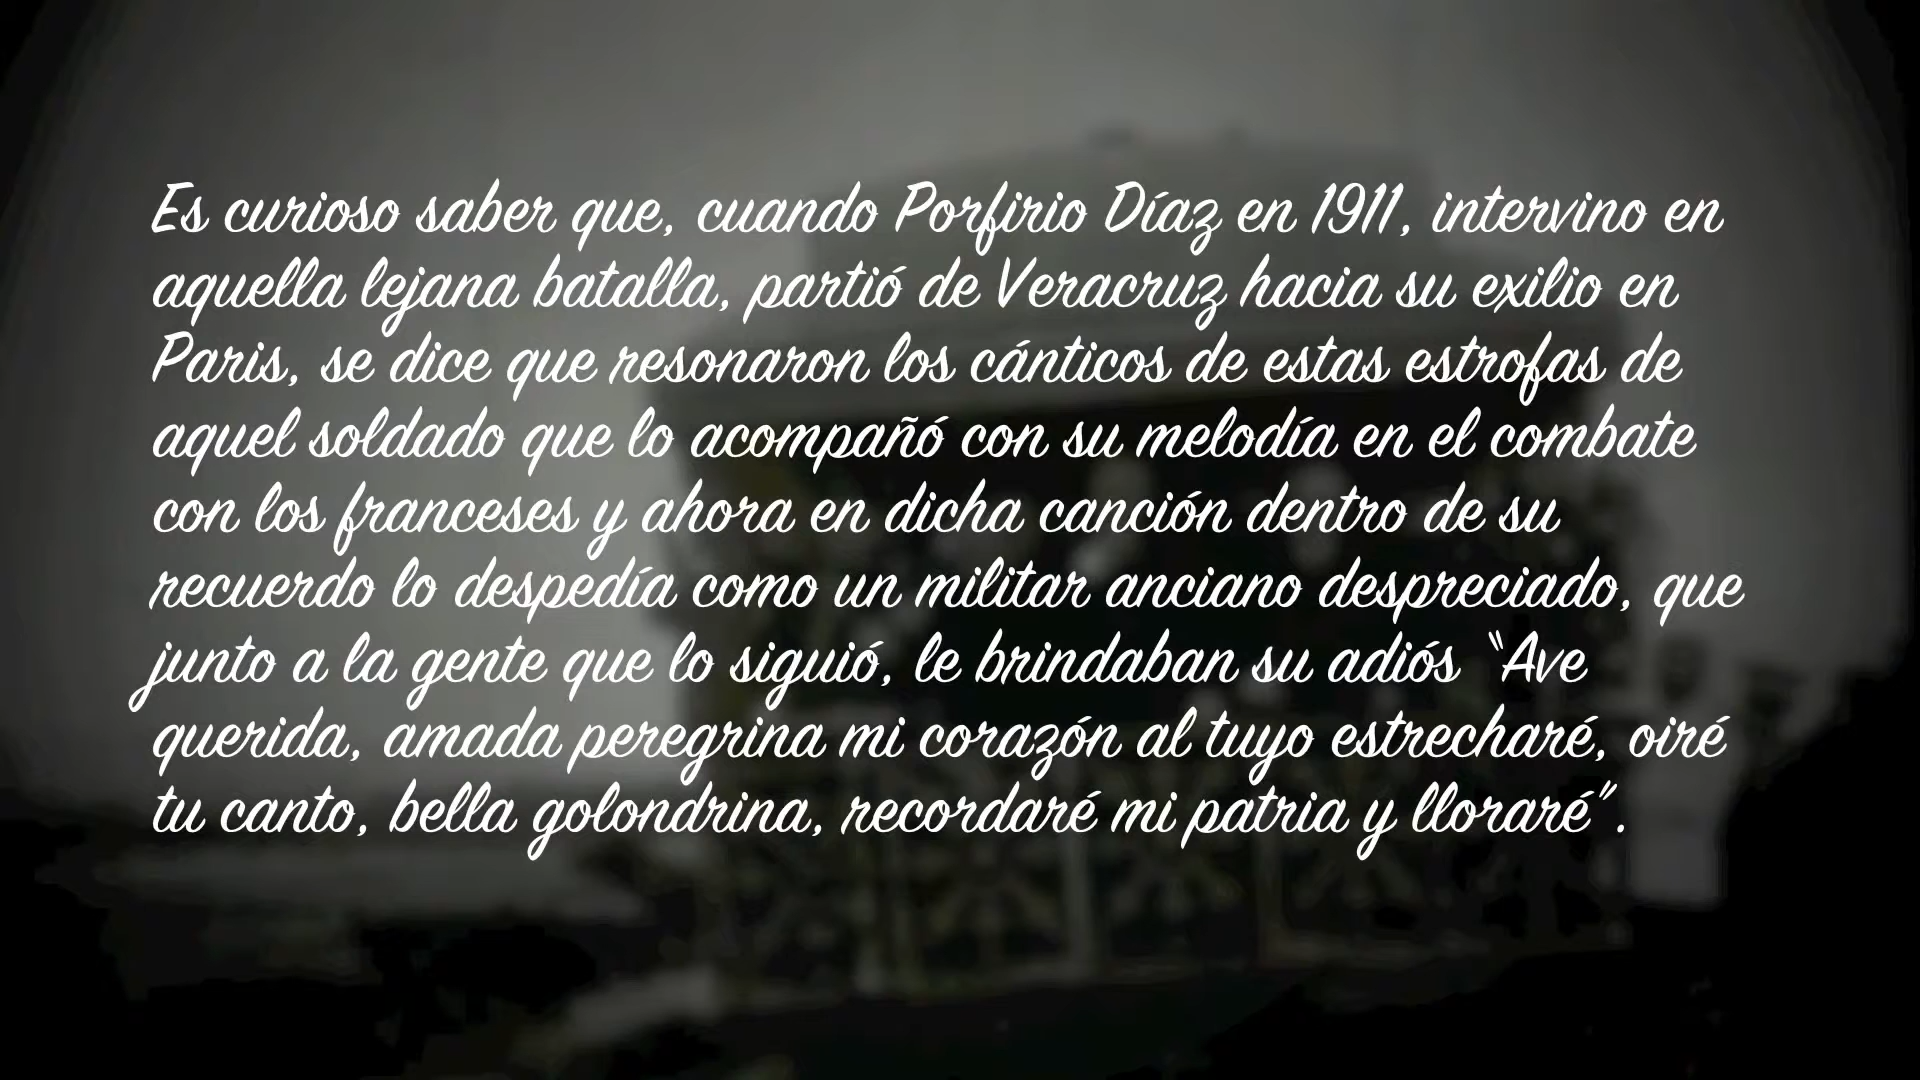 Es curioso saber que, cuando Porfirio Díaz en 1911, intervino en
aquella lejana batalla, partió de Veracruz hacia su exilio en
Paris, se dice que resonaron los cánticos de estas estrofas de
aquel soldado que lo acompañó con su melodía en el combate
con los franceses y ahora en dicha canción dentro de su
recuerdo lo despedía como un militar anciano despreciado, que
junto a la gente que lo siguió, le brindaban su adiós “Ave
querida, amada peregrina mi corazón al tuyo estrecharé, oiré
tu canto, bella golondrina, recordaré mi patria y lloraré”.